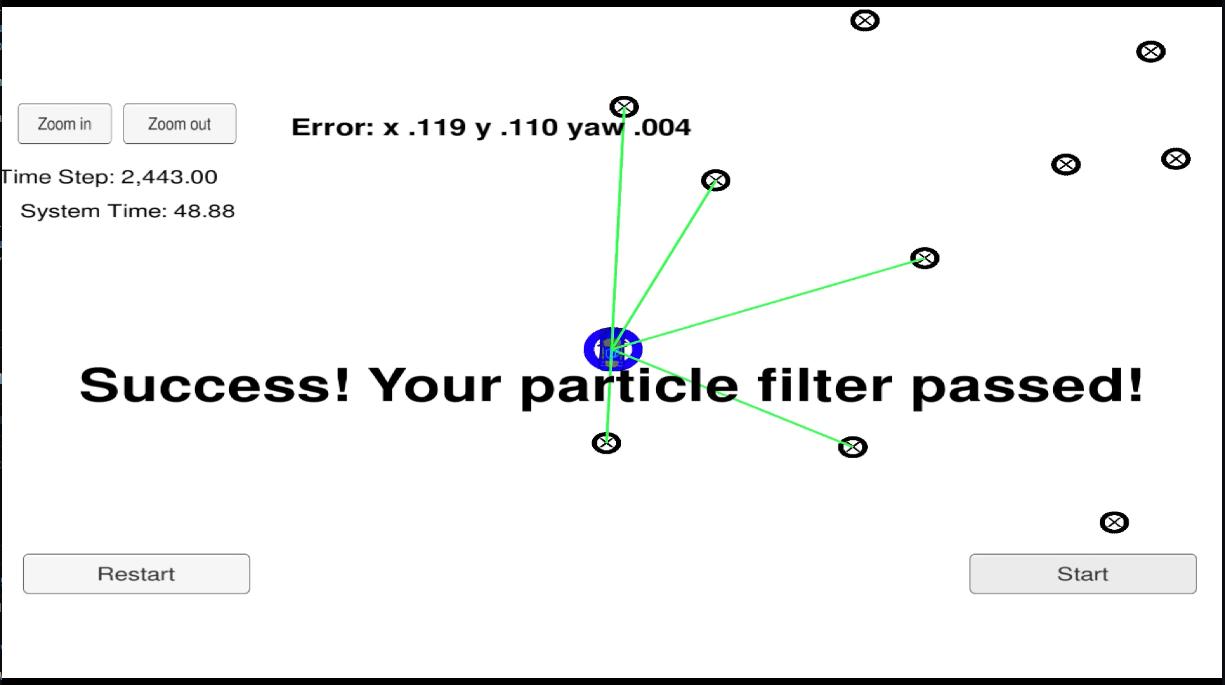 Zoom in
Zoom out
Error: x .119 y .110 yaw .004
Time Step: 2,443.00
System Time: 48.88
Success! Your particle filter passed!
Restart
Start